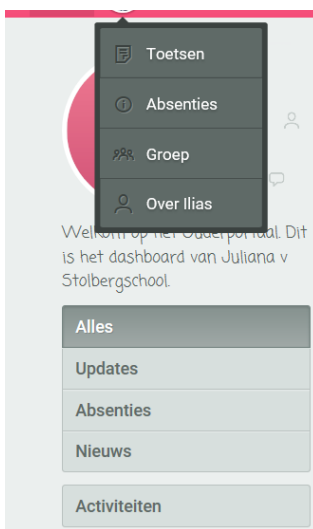 Toetsen
Absenties
Groep
Over Ilias
Welkom op het Ouderportaal. Dit
is het dashboard van Juliana v
Stolbergschool.
Alles
Updates
Absenties
Nieuws
Activiteiten